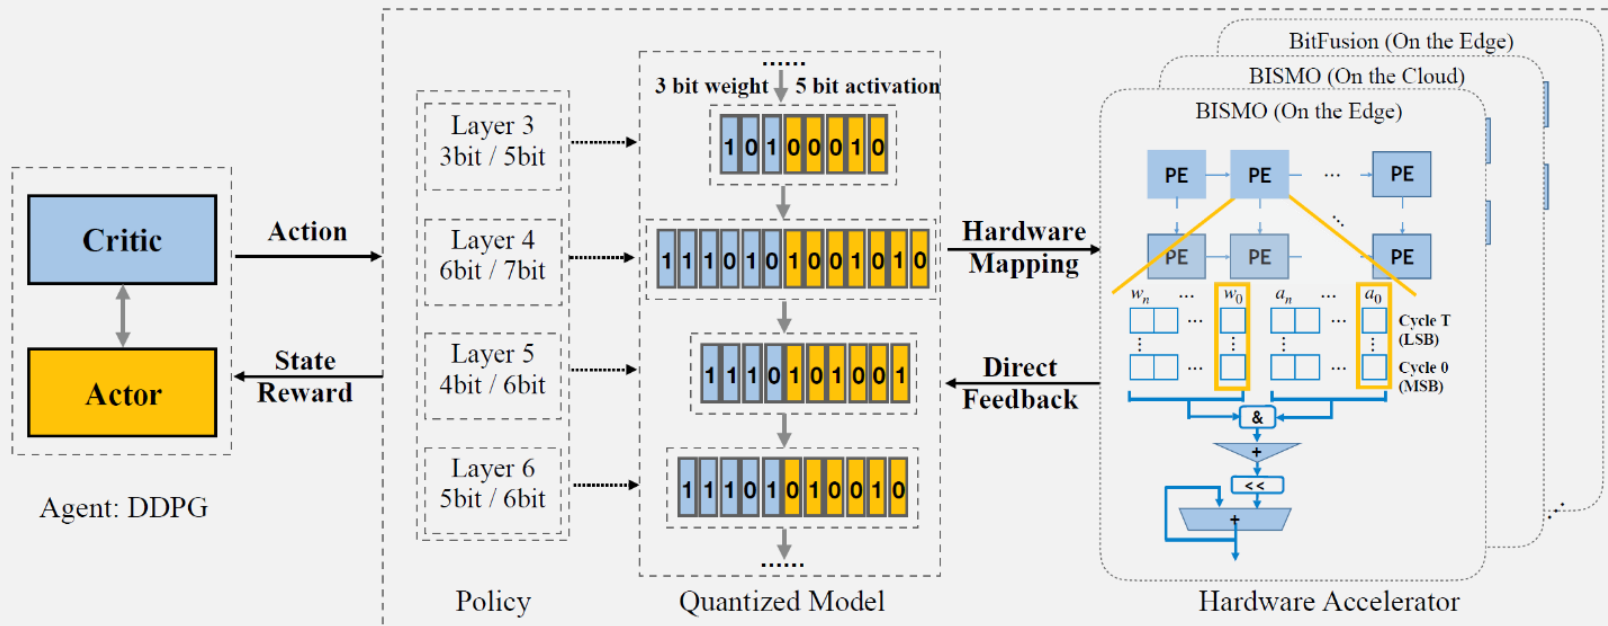 Critic
Actor
Agent: DDPG
Action
State
Reward
Layer 3
3bit / 5bit
Layer 4
6bit / 7bit
Layer 5
4bit / 6bit
Layer 6
5bit / 6bit
Policy
......
3 bit weight 5 bit activation
1 0 1 0 0 0 1 0
1 1 1 0 1 0 1 0 0 1 0 1 0
1 1 1 0 1 0 1 0 0 1
1 1 1 0 1 0 1 0 0 1 0
......
Quantized Model
Hardware
Mapping
Direct
Feedback
BitFusion (On the Edge)
BISMO (On the Cloud)
BISMO (On the Edge)
PE PE ... PE
PE PE PE
wn ... w0 an ... a0
... ... Cycle T
(LSB)
... ... Cycle 0
(MSB)
&
+
<<
+
...
Hardware Accelerator